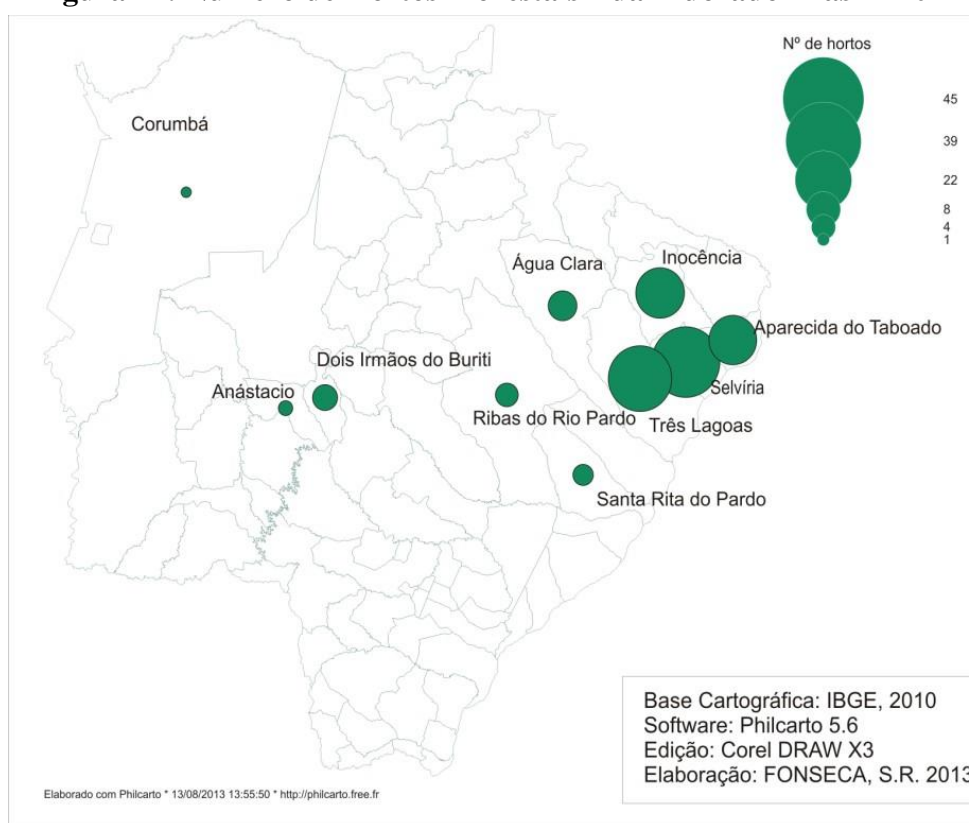 Nº de hortos
45
39
22
8
4
1
Corumbá
Água Clara
Inocência
Aparecida do Taboado
Dois Irmãos do Buriti
Anástacio
Selvíria
Ribas do Rio Pardo
Três Lagoas
Santa Rita do Pardo
Base Cartográfica: IBGE, 2010
Software: Philcarto 5.6
Edição: Corel DRAW X3
Elaboração: FONSECA, S.R. 2013
Elaborado com Philcarto * 13/08/2013 13:55:50 * http://philcarto.free.fr